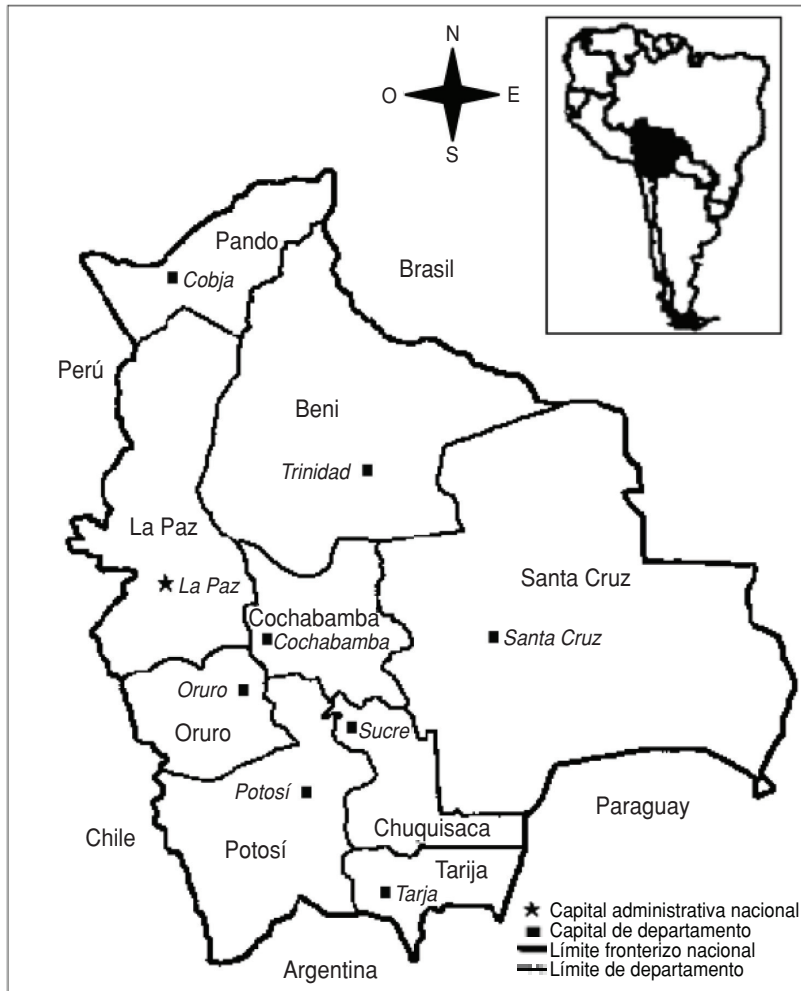 N
O E
S
Pando
Cobja
Brasil
Perú
Beni
Trinidad
La Paz
La Paz
Santa Cruz
Cochabamba
Cochabamba
Santa Cruz
Oruro
Oruro
Sucre
Potosí
Paraguay
Chile
Potosí
Chuquisaca
Tarija
Tarja
Argentina
Capital administrativa nacional
Capital de departamento
Límite fronterizo nacional
Límite de departamento